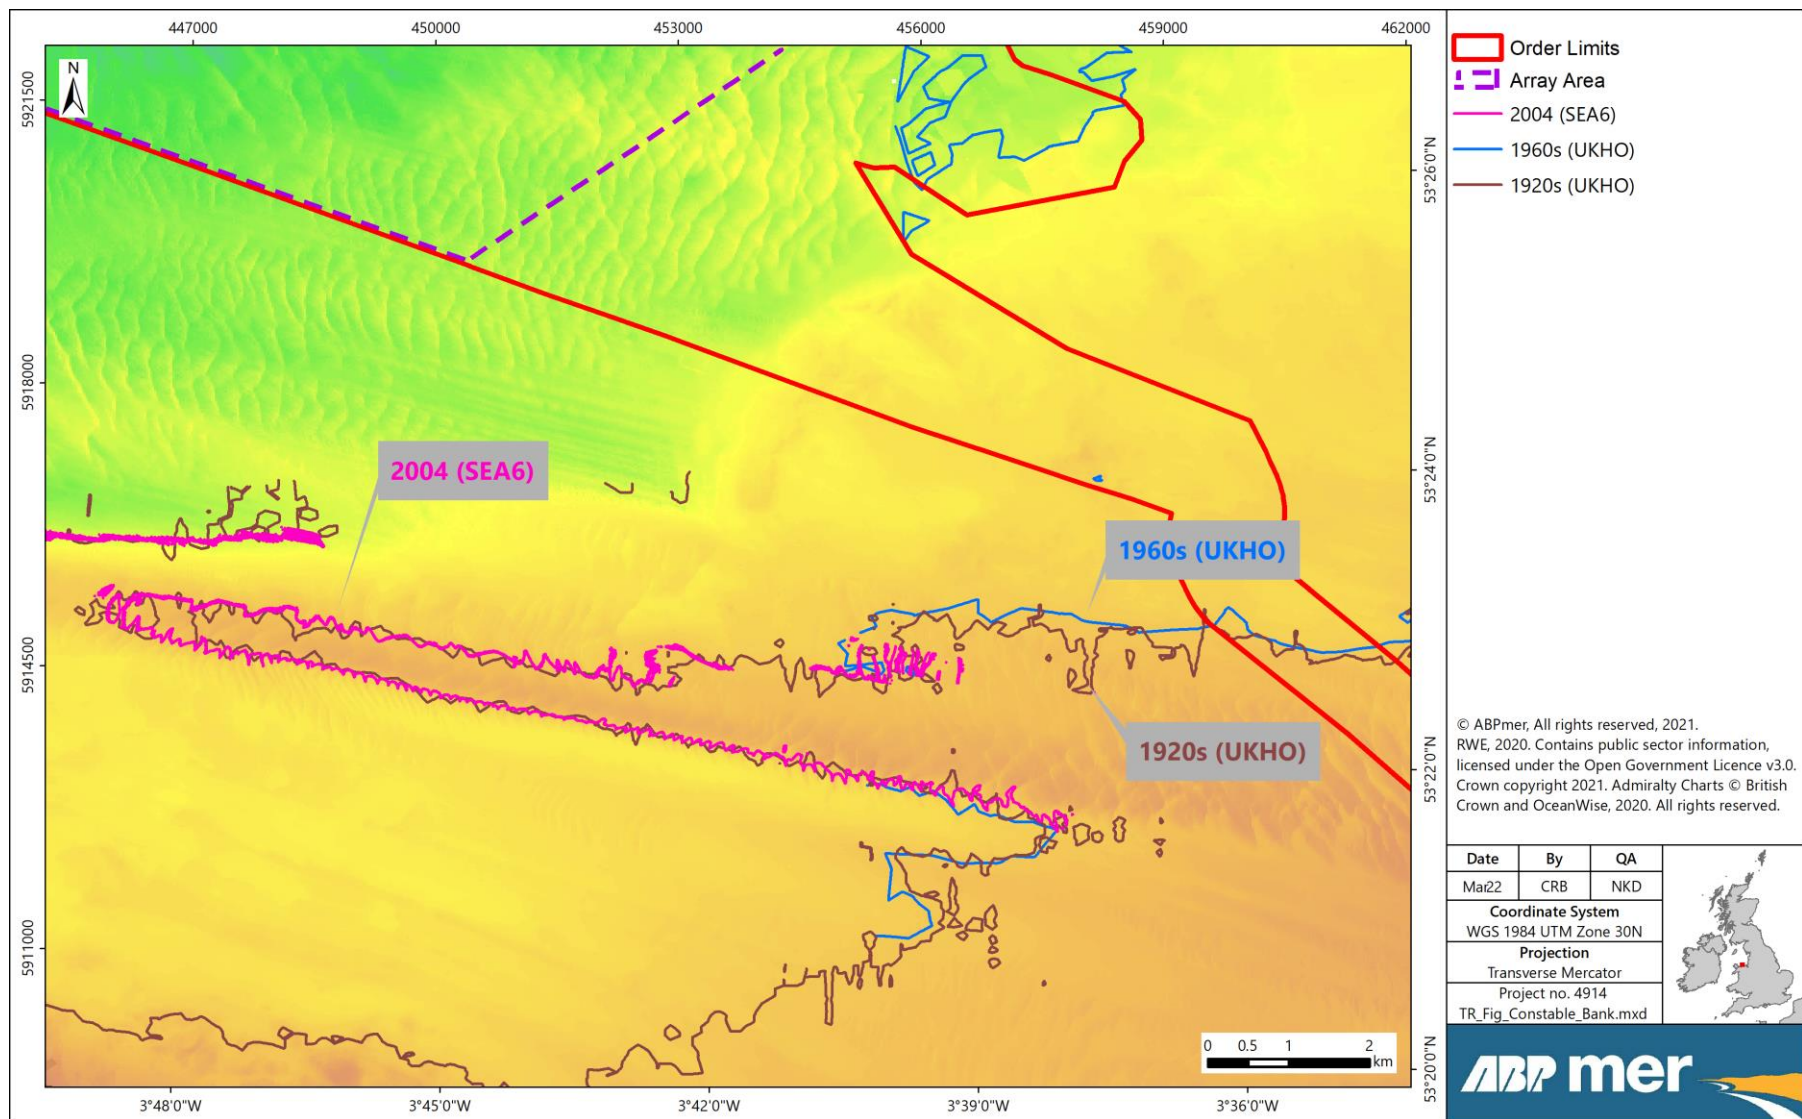 447000 450000 453000 456000 459000 462000
N
5921500
5918000
5914500
5911000
53°26'0"N
53°24'0"N
53°22'0"N
53°20'0"N
2004 (SEA6)
1960s (UKHO)
1920s (UKHO)
0 0.5 1 2
km
3°48'0"W 3°45'0"W 3°42'0"W 3°39'0"W 3°36'0"W
Order Limits
Array Area
2004 (SEA6)
1960s (UKHO)
1920s (UKHO)
© ABPmer, All rights reserved, 2021.
RWE, 2020. Contains public sector information,
licensed under the Open Government Licence v3.0.
Crown copyright 2021. Admiralty Charts © British
Crown and OceanWise, 2020. All rights reserved.
Date By QA
Mar22 CRB NKD
Coordinate System
WGS 1984 UTM Zone 30N
Projection
Transverse Mercator
Project no. 4914
TR_Fig_Constable_Bank.mxd
ABPmer